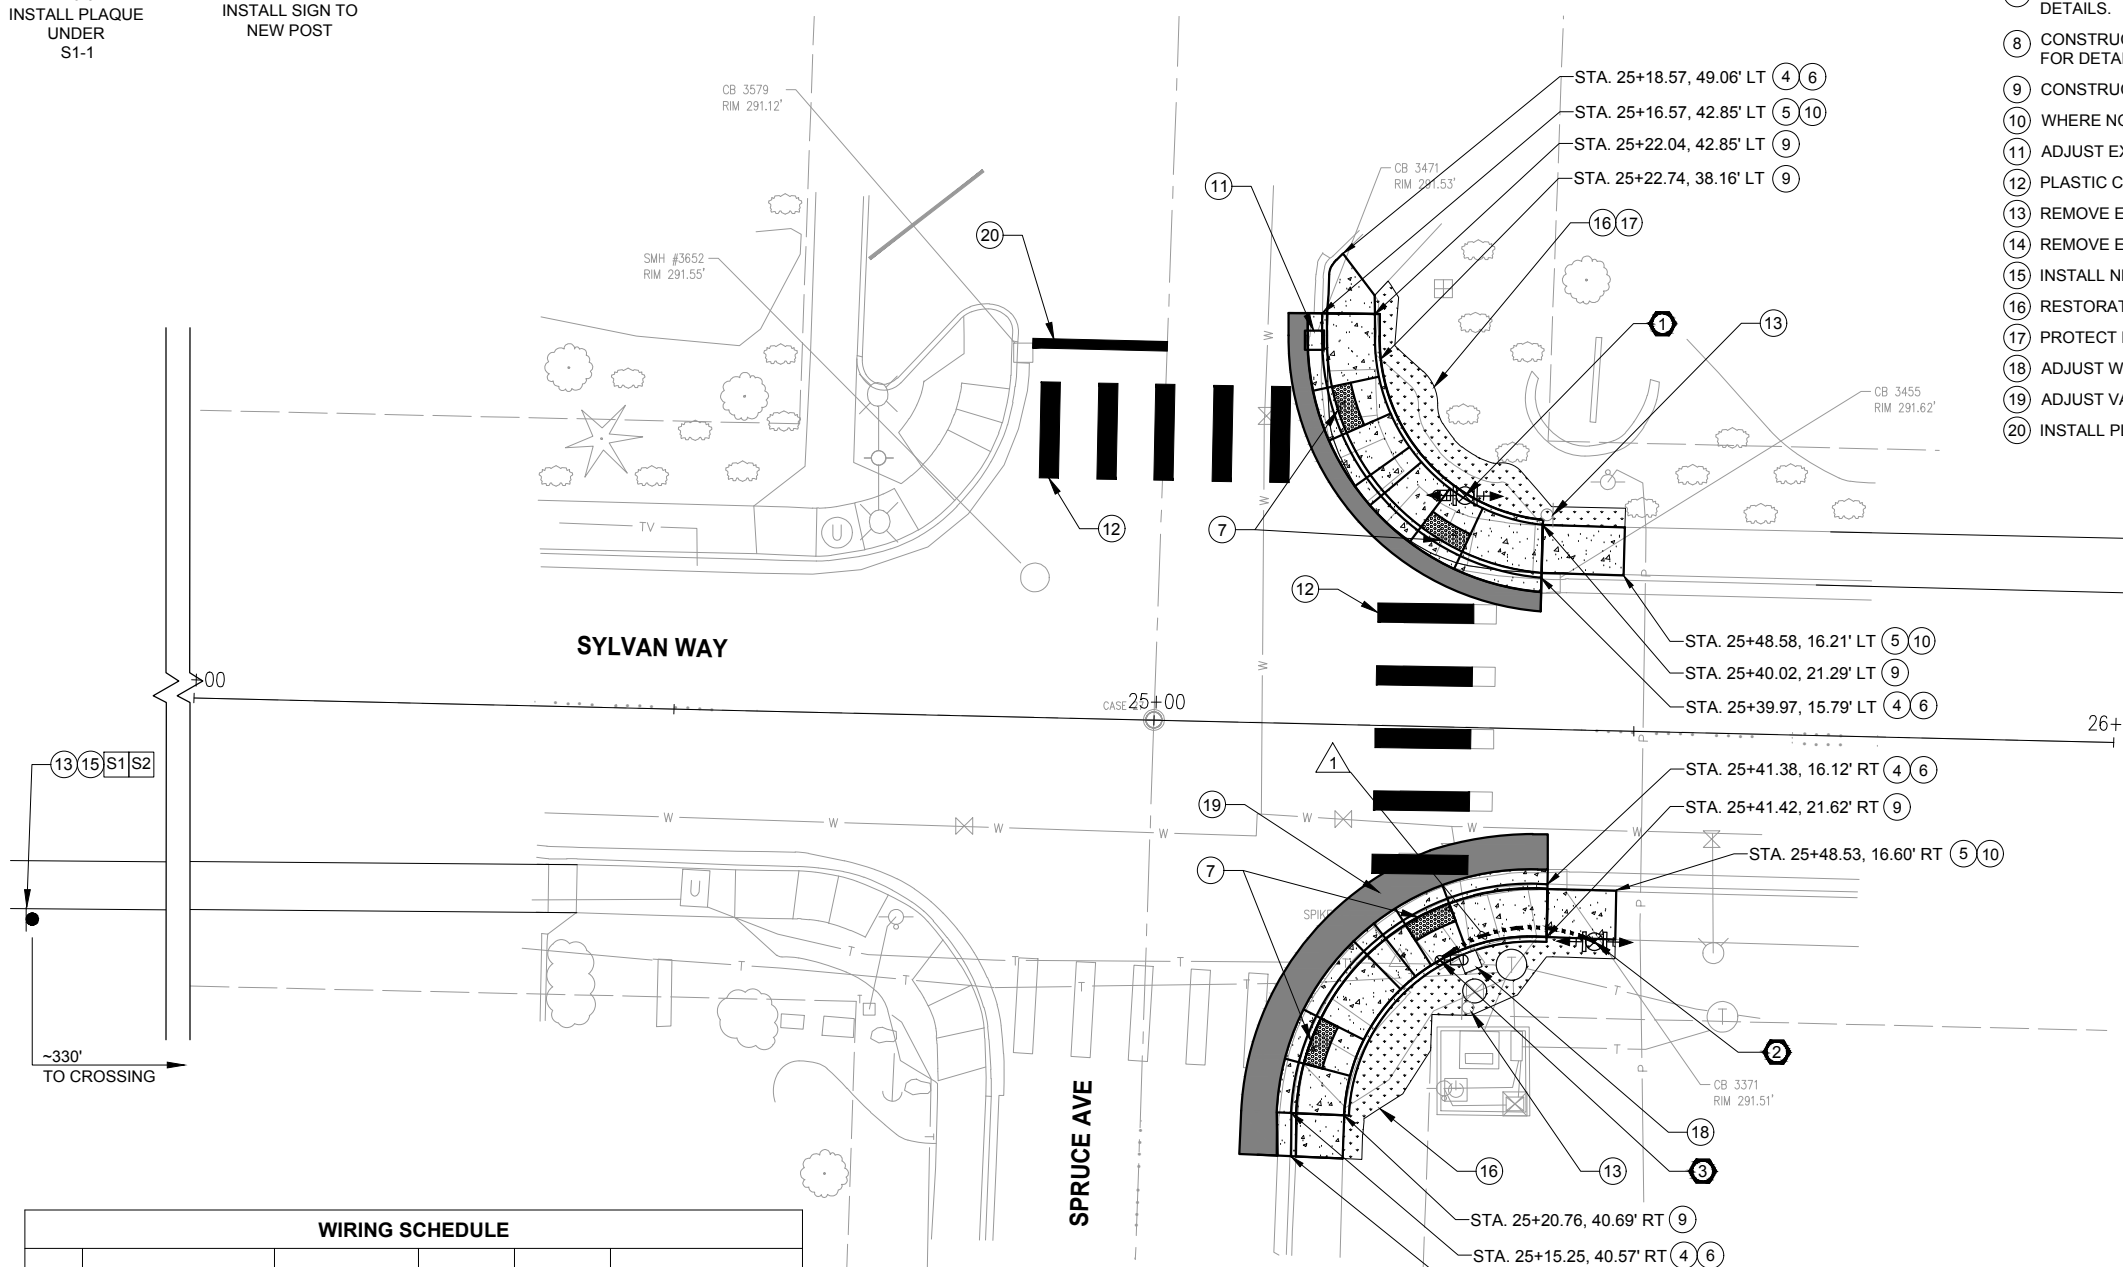 INSTALL PLAQUE
UNDER
S1-1
INSTALL SIGN TO
NEW POST
DETAILS.
8 CONSTRUC
FOR DETA
9 CONSTRUC
10 WHERE NO
11 ADJUST EX
12 PLASTIC C
13 REMOVE E
14 REMOVE E
15 INSTALL N
16 RESTORAT
17 PROTECT
18 ADJUST W
19 ADJUST VA
20 INSTALL P
CB 3579
RIM 291.12'
SMH #3652
RIM 291.55'
20
11
CB 3471
RIM 291.53'
STA. 25+18.57, 49.06' LT 4 6
STA. 25+16.57, 42.85' LT 5 10
STA. 25+22.04, 42.85' LT 9
STA. 25+22.74, 38.16' LT 9
16 17
1
13
CB 3455
RIM 291.62'
W
W
W
W
TV
U
12
7
12
P
STA. 25+48.58, 16.21' LT 5 10
STA. 25+40.02, 21.29' LT 9
STA. 25+39.97, 15.79' LT 4 6
SYLVAN WAY
+00
CASE
25+00
26+
P
13 15 S1 S2
1
19
STA. 25+41.38, 16.12' RT 4 6
STA. 25+41.42, 21.62' RT 9
STA. 25+48.53, 16.60' RT 5 10
W
W
W
W
W
W
W
7
U
SPIKE
P
T
T
T
T
T
T
T
T
T
T
P
~330'
TO CROSSING
2
CB 3371
RIM 291.51'
SPRUCE AVE
18
16
13
3
STA. 25+20.76, 40.69' RT 9
STA. 25+15.25, 40.57' RT 4 6
WIRING SCHEDULE